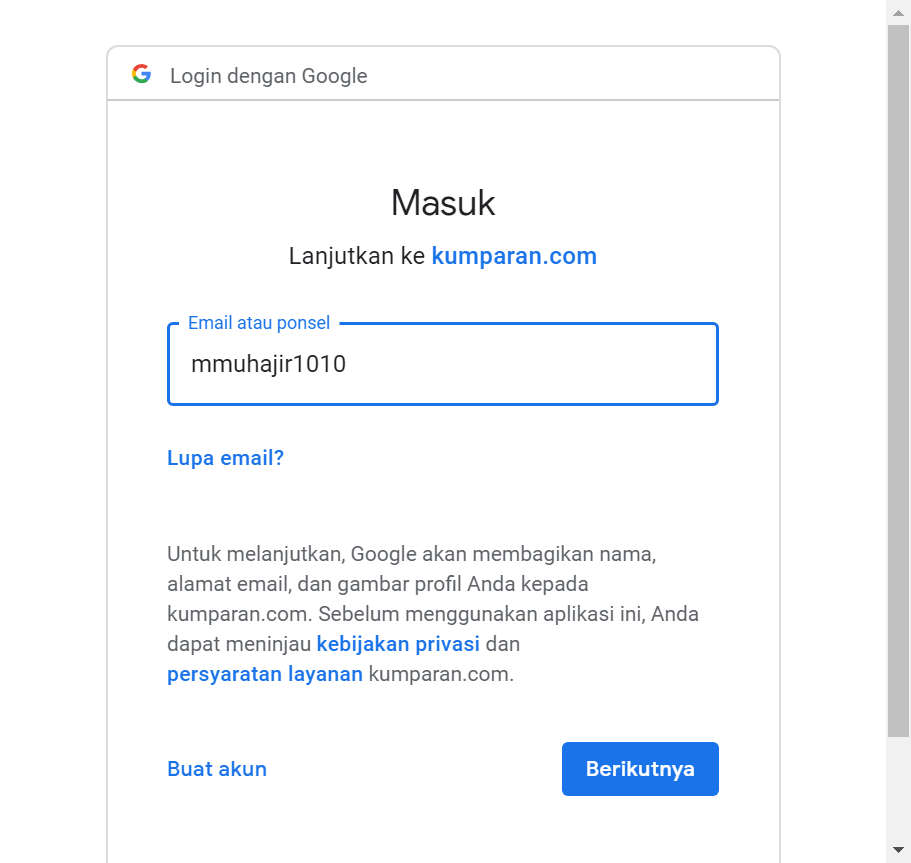 Login dengan Google
Masuk
Lanjutkan ke kumparan.com
Email atau ponsel
mmuhajir1010
Lupa email?
Untuk melanjutkan, Google akan membagikan nama,
alamat email, dan gambar profil Anda kepada
kumparan.com. Sebelum menggunakan aplikasi ini, Anda
dapat meninjau kebijakan privasi dan
persyaratan layanan kumparan.com.
Buat akun
Berikutnya